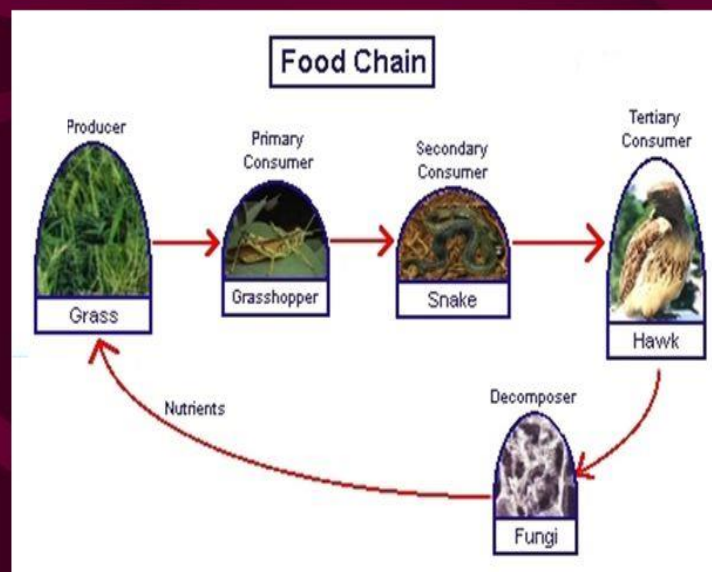 Food Chain
Producer
Primary
Consumer
Secondary
Consumer
Tertiary
Consumer
Grass
Grasshopper
Snake
Hawk
Nutrients
Decomposer
Fungi